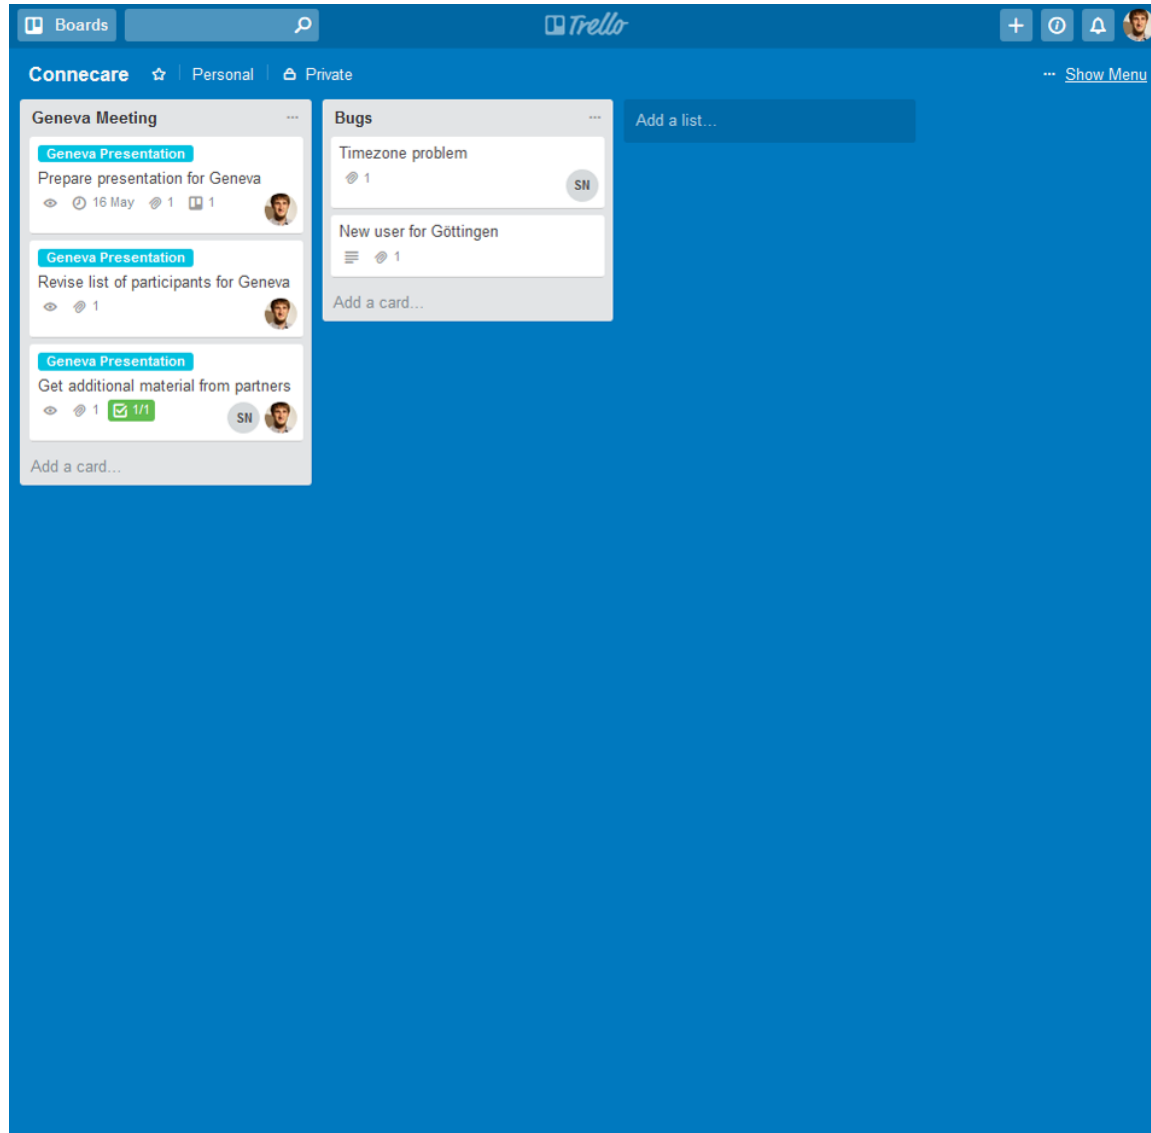 Boards
Trello
Connecare
Personal
Private
··· Show Menu
Geneva Meeting
Geneva Presentation
Prepare presentation for Geneva
16 May 1 1
Geneva Presentation
Revise list of participants for Geneva
1
Geneva Presentation
Get additional material from partners
1 1/1 SN
Add a card...
Bugs
Timezone problem
1 SN
New user for Göttingen
1
Add a card...
Add a list...